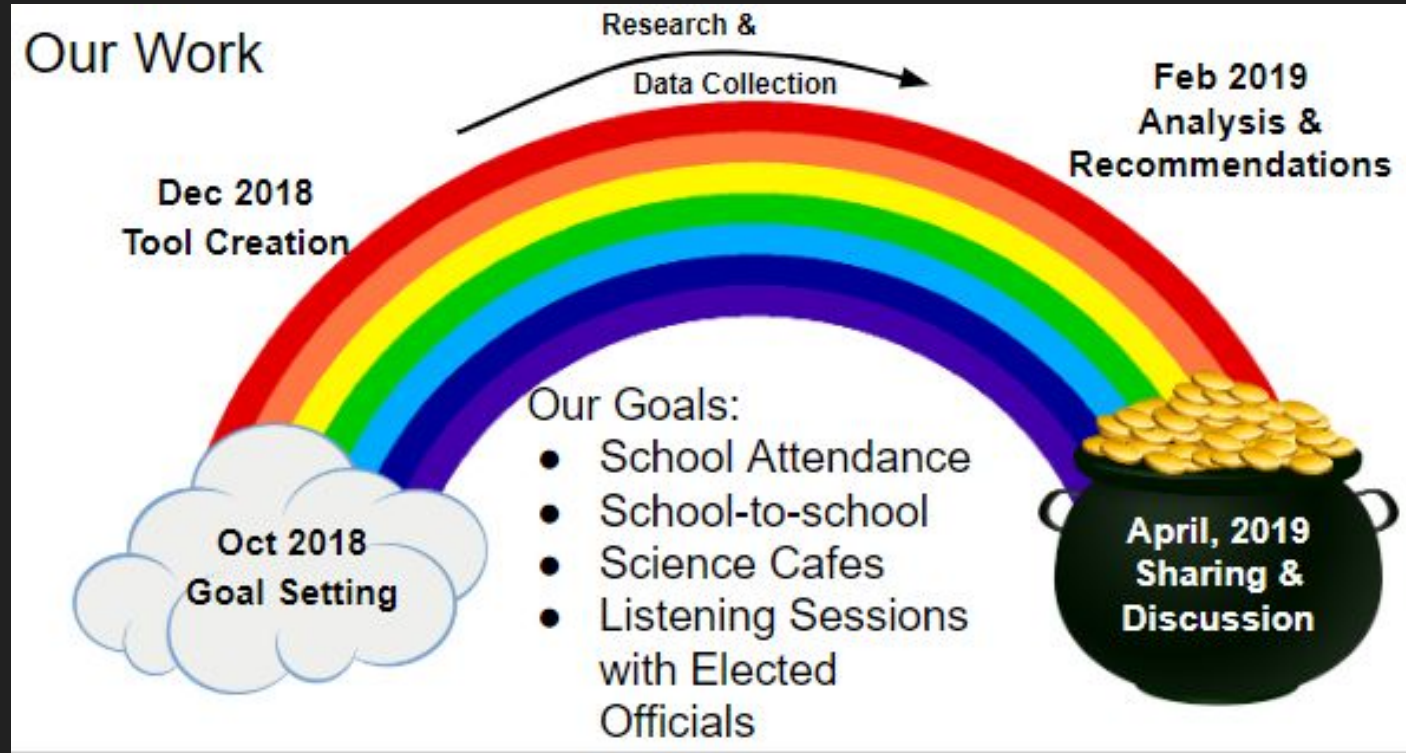 Our Work
Research &
Data Collection
Dec 2018
Tool Creation
Feb 2019
Analysis &
Recommendations
Oct 2018
Goal Setting
Our Goals:
● School Attendance
● School-to-school
● Science Cafes
● Listening Sessions
with Elected
Officials
April, 2019
Sharing &
Discussion